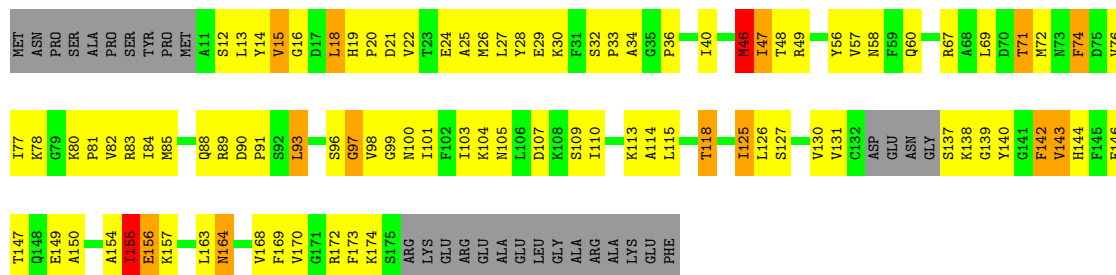 MET ASN PRO SER ALA PRO SER TYR PRO MET A11 S12 L13 Y14 V15 G16 D17 L18 H19 P20 D21 V22 T23 E24 A25 M26 L27 Y28 E29 K30 F31 S32 P33 A34 G35 P36 I40 M46 I47 T48 R49 Y56 V57 N58 F59 Q60 R67 A68 L69 D70 T71 M72 N73 F74 D75 V76
I77 K78 G79 K80 P81 V82 R83 I84 M85 Q88 R89 D90 P91 S92 L93 S96 G97 V98 G99 N100 I101 F102 I103 K104 N105 L106 D107 K108 S109 I110 K113 A114 L115 T118 I125 L126 S127 V130 V131 C132 ASP GLU ASN GLY S137 K138 G139 Y140 G141 F142 V143 H144 F145 E146
T147 Q148 E149 A150 A154 I155 E156 K157 L163 N164 V168 F169 V170 G171 R172 F173 K174 S175 ARG LYS GLU ARG GLU ALA GLU LEU GLY ALA ARG ALA LYS GLU PHE